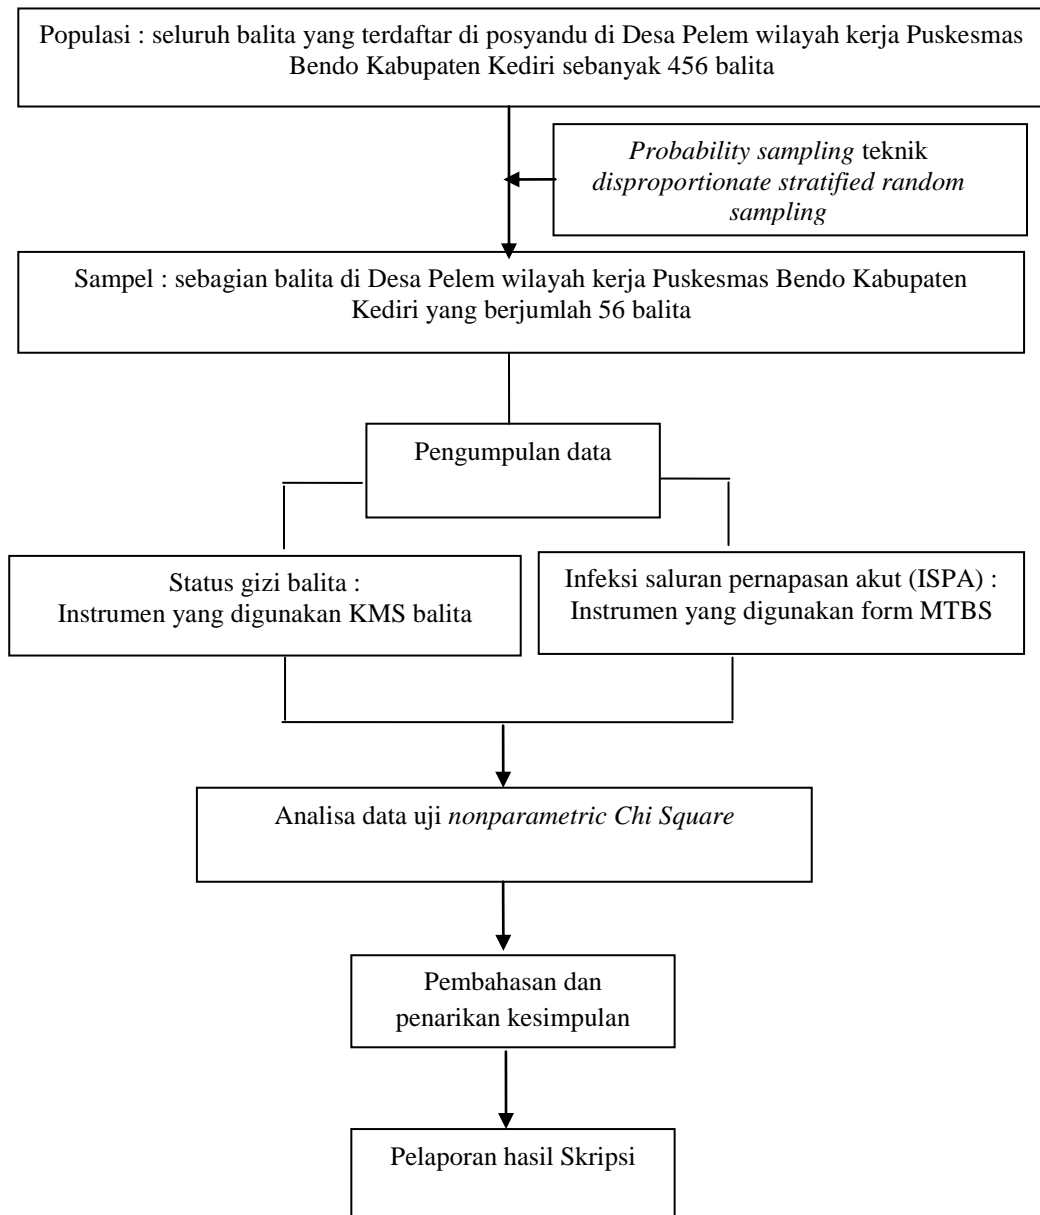 Populasi : seluruh balita yang terdaftar di posyandu di Desa Pelem wilayah kerja Puskesmas
Bendo Kabupaten Kediri sebanyak 456 balita
Probability sampling teknik
disproportionate stratified random
sampling
Sampel : sebagian balita di Desa Pelem wilayah kerja Puskesmas Bendo Kabupaten
Kediri yang berjumlah 56 balita
Pengumpulan data
Status gizi balita :
Instrumen yang digunakan KMS balita
Infeksi saluran pernapasan akut (ISPA) :
Instrumen yang digunakan form MTBS
Analisa data uji nonparametric Chi Square
Pembahasan dan
penarikan kesimpulan
Pelaporan hasil Skripsi